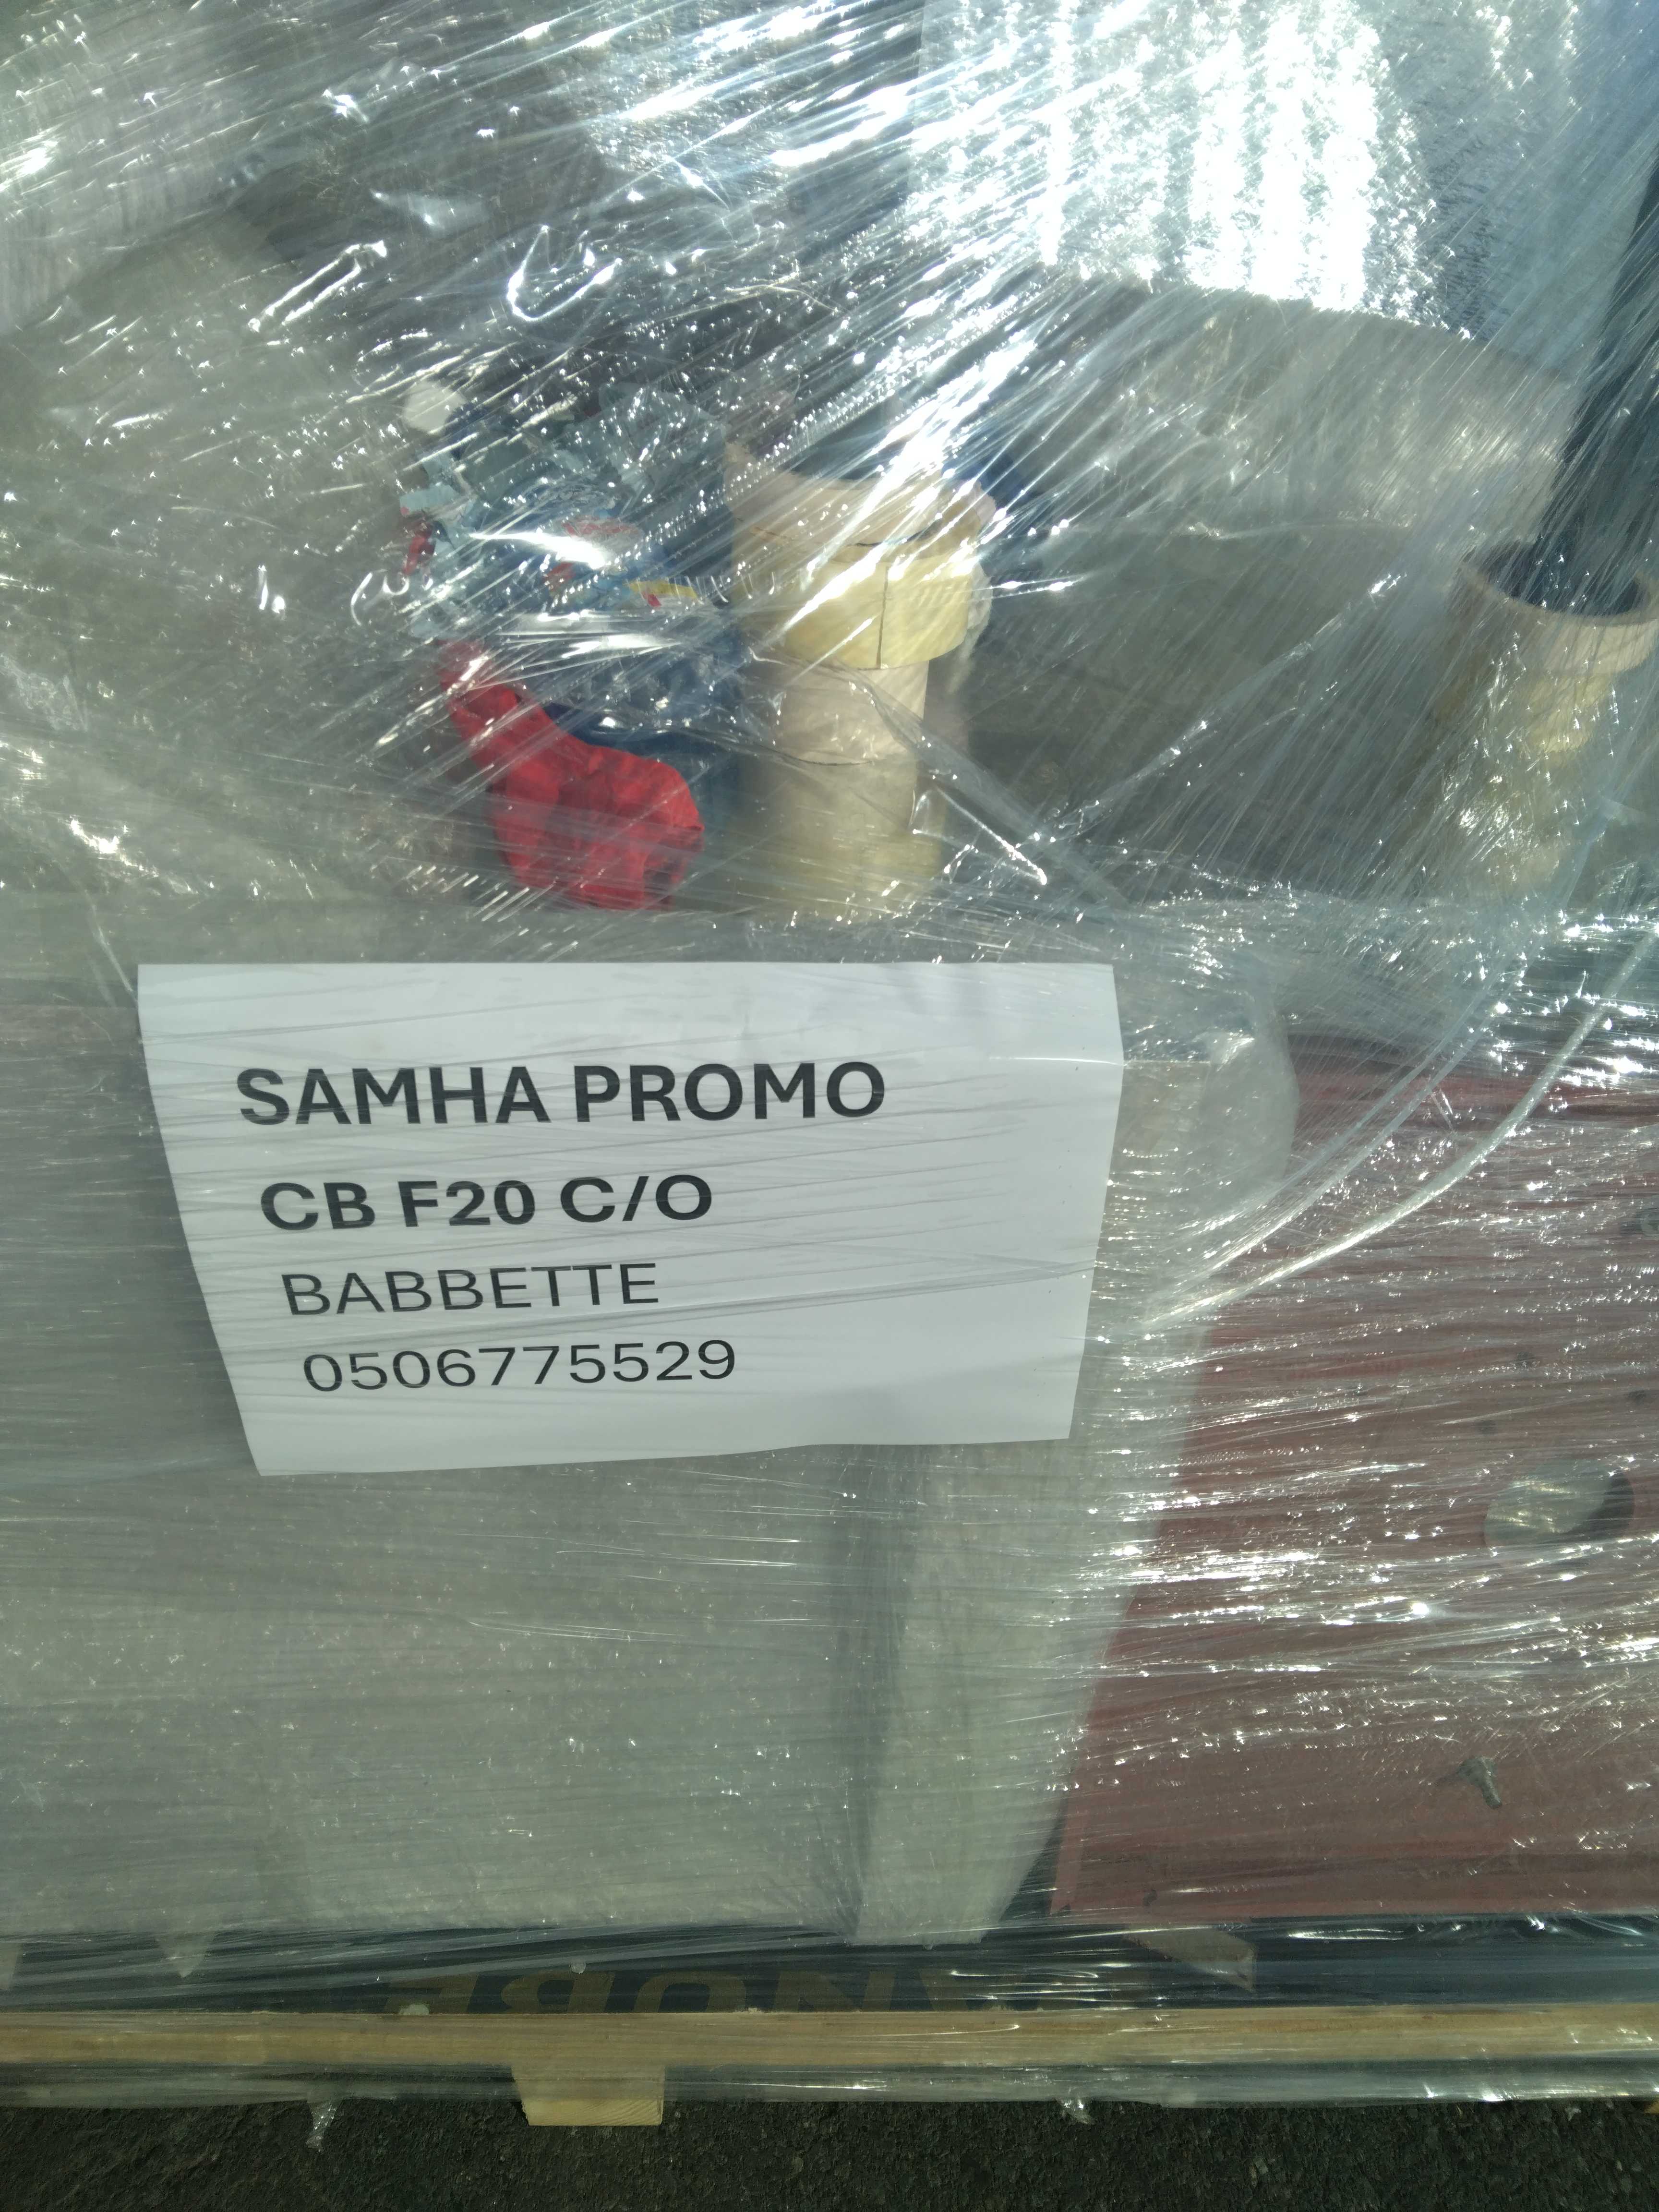 SAMHA PROMO
CB F20 C/O
BABBETTE
0506775529